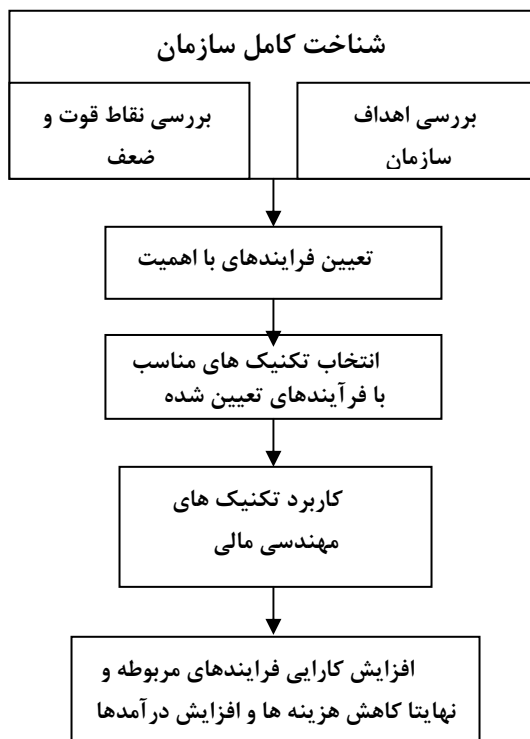 شناخت کامل سازمان
بررسی اهداف
سازمان
بررسی نقاط قوت و
ضعف
تعیین فرایندهای با اهمیت
انتخاب تکنیک های مناسب
با فرآیندهای تعیین شده
کاربرد تکنیک های
مهندسی مالی
افزایش کارایی فرایندهای مربوطه و
نهایتا کاهش هزینه ها و افزایش درآمدها